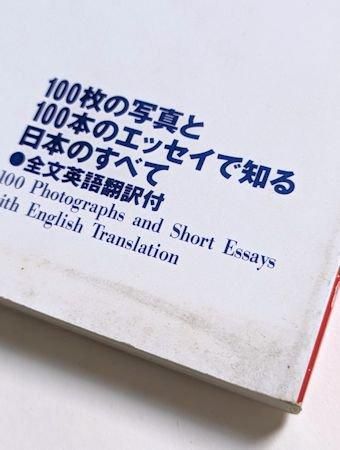 100枚の写真と
100本のエッセイで知る
日本のすべて
●全文英語翻訳付
100 Photographs and Short Essays
with English Translation